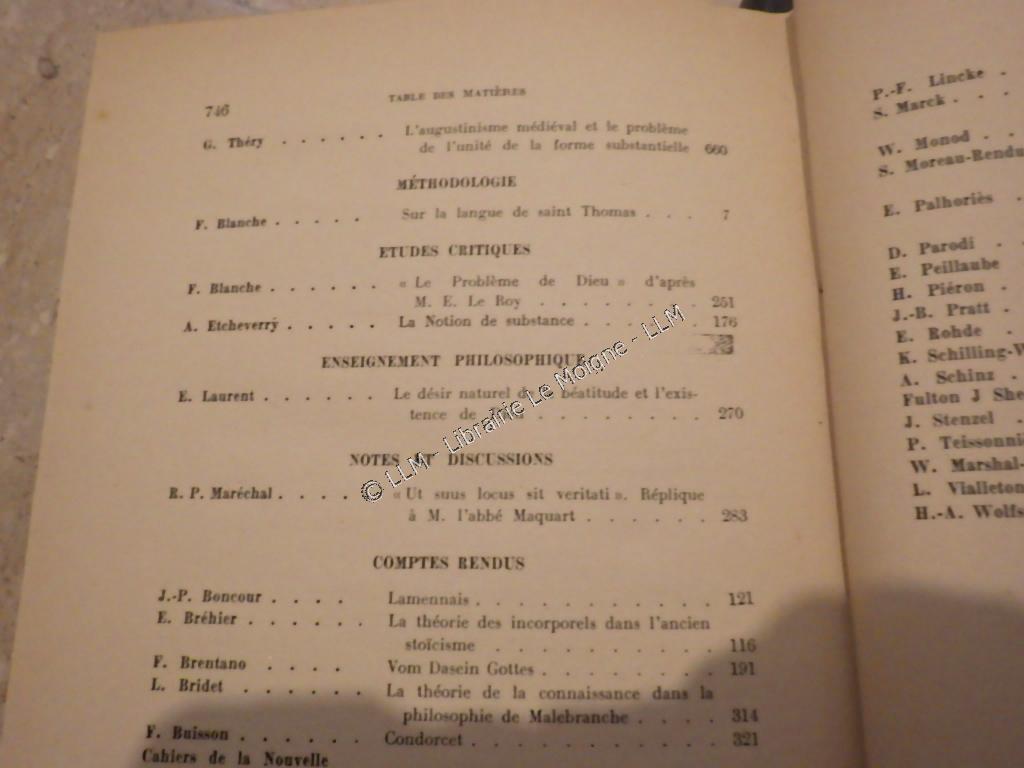 746 TABLE DES MATIÈRES
G. Théry . . . . . . L'augustinisme médiéval et le problème
de l'unité de la forme substantielle 660
MÉTHODOLOGIE
F. Blanche . . . . . Sur la langue de saint Thomas . . . 7
ETUDES CRITIQUES
F. Blanche . . . . . . « Le Problème de Dieu » d'après
M. E. Le Roy . . . . . . . . 251
A. Etcheverry . . . . . La Notion de substance . . . . . . 176
ENSEIGNEMENT PHILOSOPHIQUE
E. Laurent . . . . . . Le désir naturel de béatitude et l'exis-
tence de . . . . . . . . 270
NOTES ET DISCUSSIONS
R. P. Maréchal . . . . « Ut suus locus sit veritati ». Réplique
à M. l'abbé Maquart . . . . . . 283
COMPTES RENDUS
J.-P. Boncour . . . . Lamennais . . . . . . . . . . . 121
E. Bréhier . . . . . . La théorie des incorporels dans l'ancien
stoïcisme . . . . . . . . . . 116
F. Brentano . . . . Vom Dasein Gottes . . . . . . . . 191
L. Bridet . . . . . . La théorie de la connaissance dans la
philosophie de Malebranche . . . . 314
F. Buisson . . . . . Condorcet . . . . . . . . . . . 321
Cahiers de la Nouvelle
© LLM - Librairie Le Moigne - LLM
P.-F. Lincke .
S. Marck . . .
W. Monod . .
S. Moreau-Rendu
E. Palhoriès .
D. Parodi .
E. Peillaube
H. Piéron .
J.-B. Pratt .
E. Rohde .
K. Schilling-W
A. Schinz .
Fulton J She
J. Stenzel .
P. Teissonni
W. Marshal-
L. Vialleton
H.-A. Wolfs